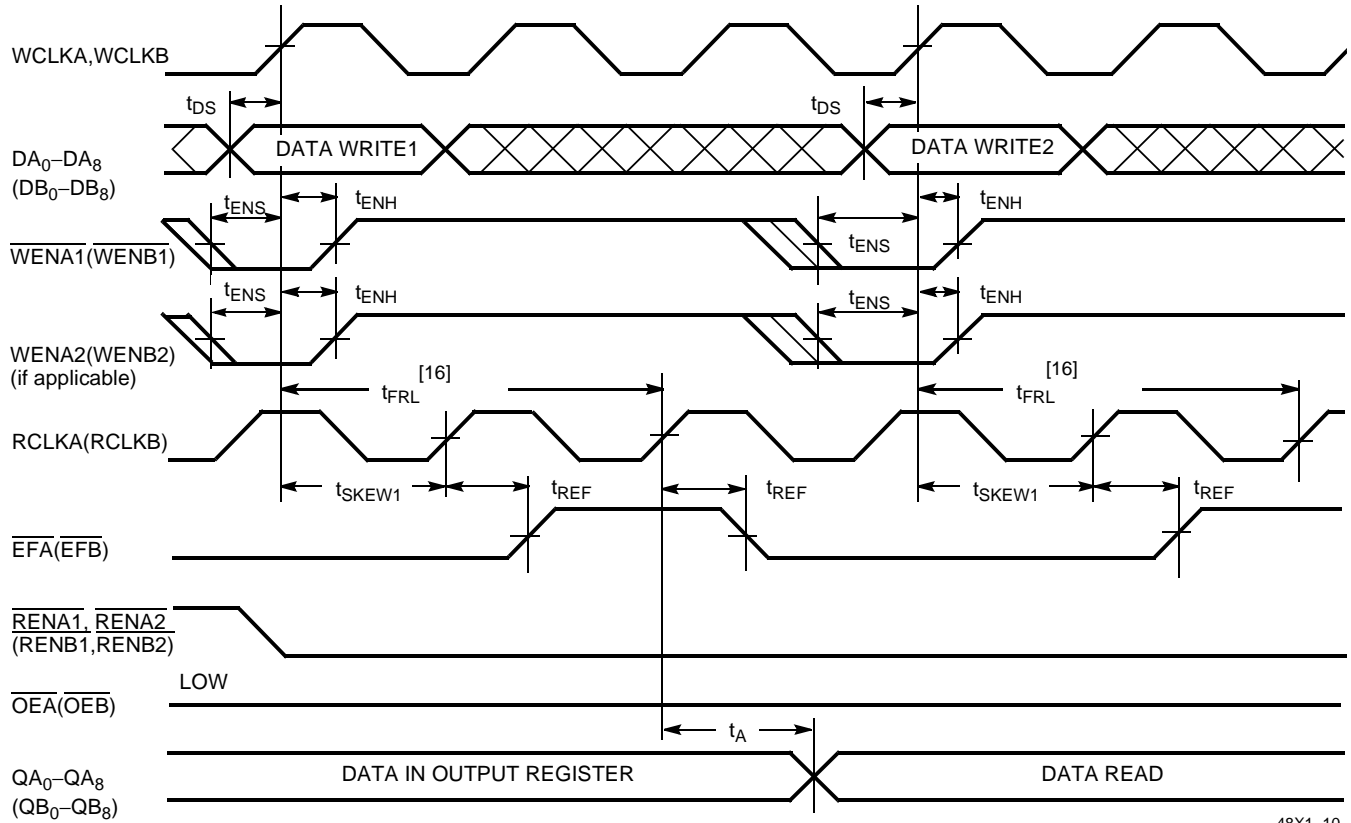 WCLKA,WCLKB
tDS tDS
DATA WRITE1 DATA WRITE2
DA0–DA8
(DB0–DB8)
tENS tENH tENS tENH
WENA1(WENB1)
tENS tENH tENS tENH
WENA2(WENB2)
(if applicable)
[16] [16]
tFRL tFRL
RCLKA(RCLKB)
tSKEW1 tREF tREF tSKEW1 tREF
EFA(EFB)
RENA1, RENA2
(RENB1,RENB2)
LOW
OEA(OEB)
tA
DATA IN OUTPUT REGISTER DATA READ
QA0–QA8
(QB0–QB8)
48X1–10